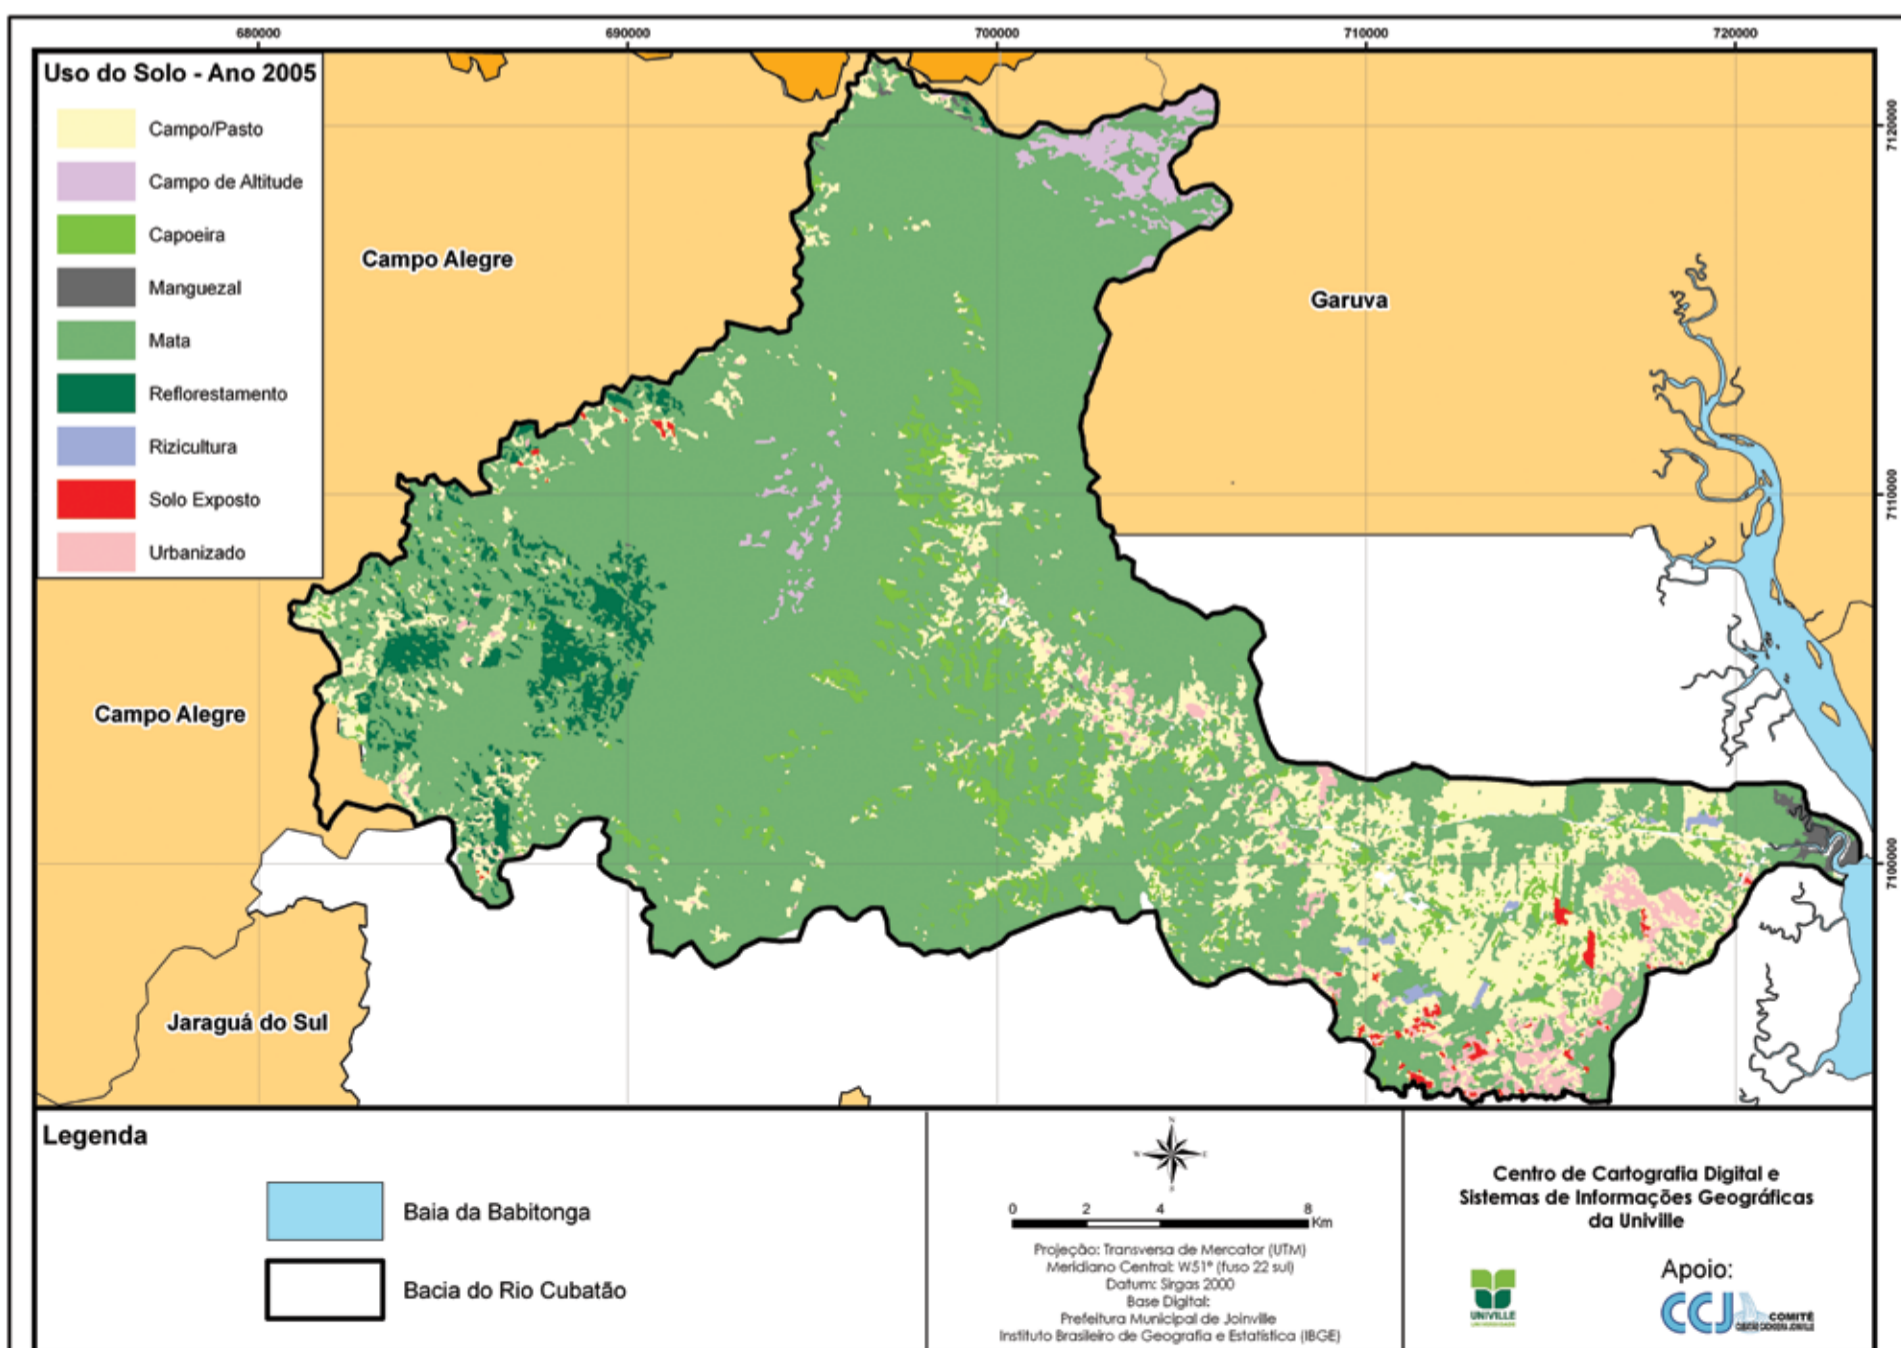 680000
690000
700000
710000
720000
Uso do Solo - Ano 2005
Campo/Pasto
Campo de Altitude
Capoeira
Manguezal
Mata
Reflorestamento
Rizicultura
Solo Exposto
Urbanizado
7120000
7110000
7100000
Campo Alegre
Garuva
Campo Alegre
Jaraguá do Sul
Legenda
Baia da Babitonga
Bacia do Rio Cubatão
N
W E
S
0 2 4 8
Km
Projeção: Transversa de Mercator (UTM)
Meridiano Central: W51º (fuso 22 sul)
Datum: Sirgas 2000
Base Digital:
Prefeitura Municipal de Joinville
Instituto Brasileiro de Geografia e Estatística (IBGE)
Centro de Cartografia Digital e
Sistemas de Informações Geográficas
da Univille
Apoio:
UNIVILLE
CCJ
COMITÊ